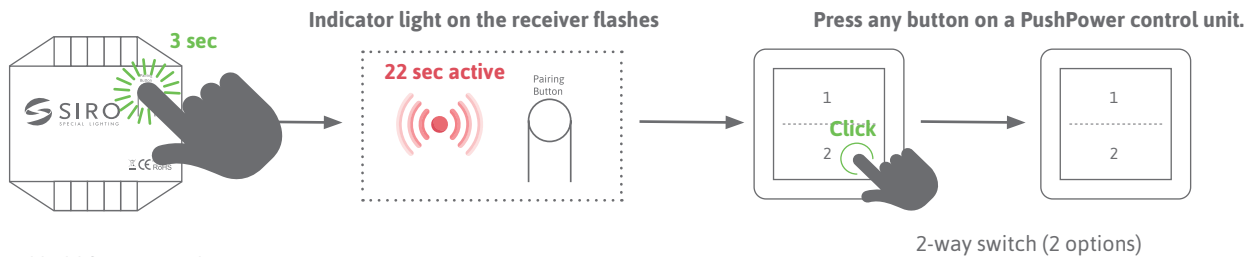 Indicator light on the receiver flashes
Press any button on a PushPower control unit.
3 sec
22 sec active
Pairing
Button
SIRO
SPECIAL LIGHTING
CE RoHS
1
Click
2
1
2
2-way switch (2 options)